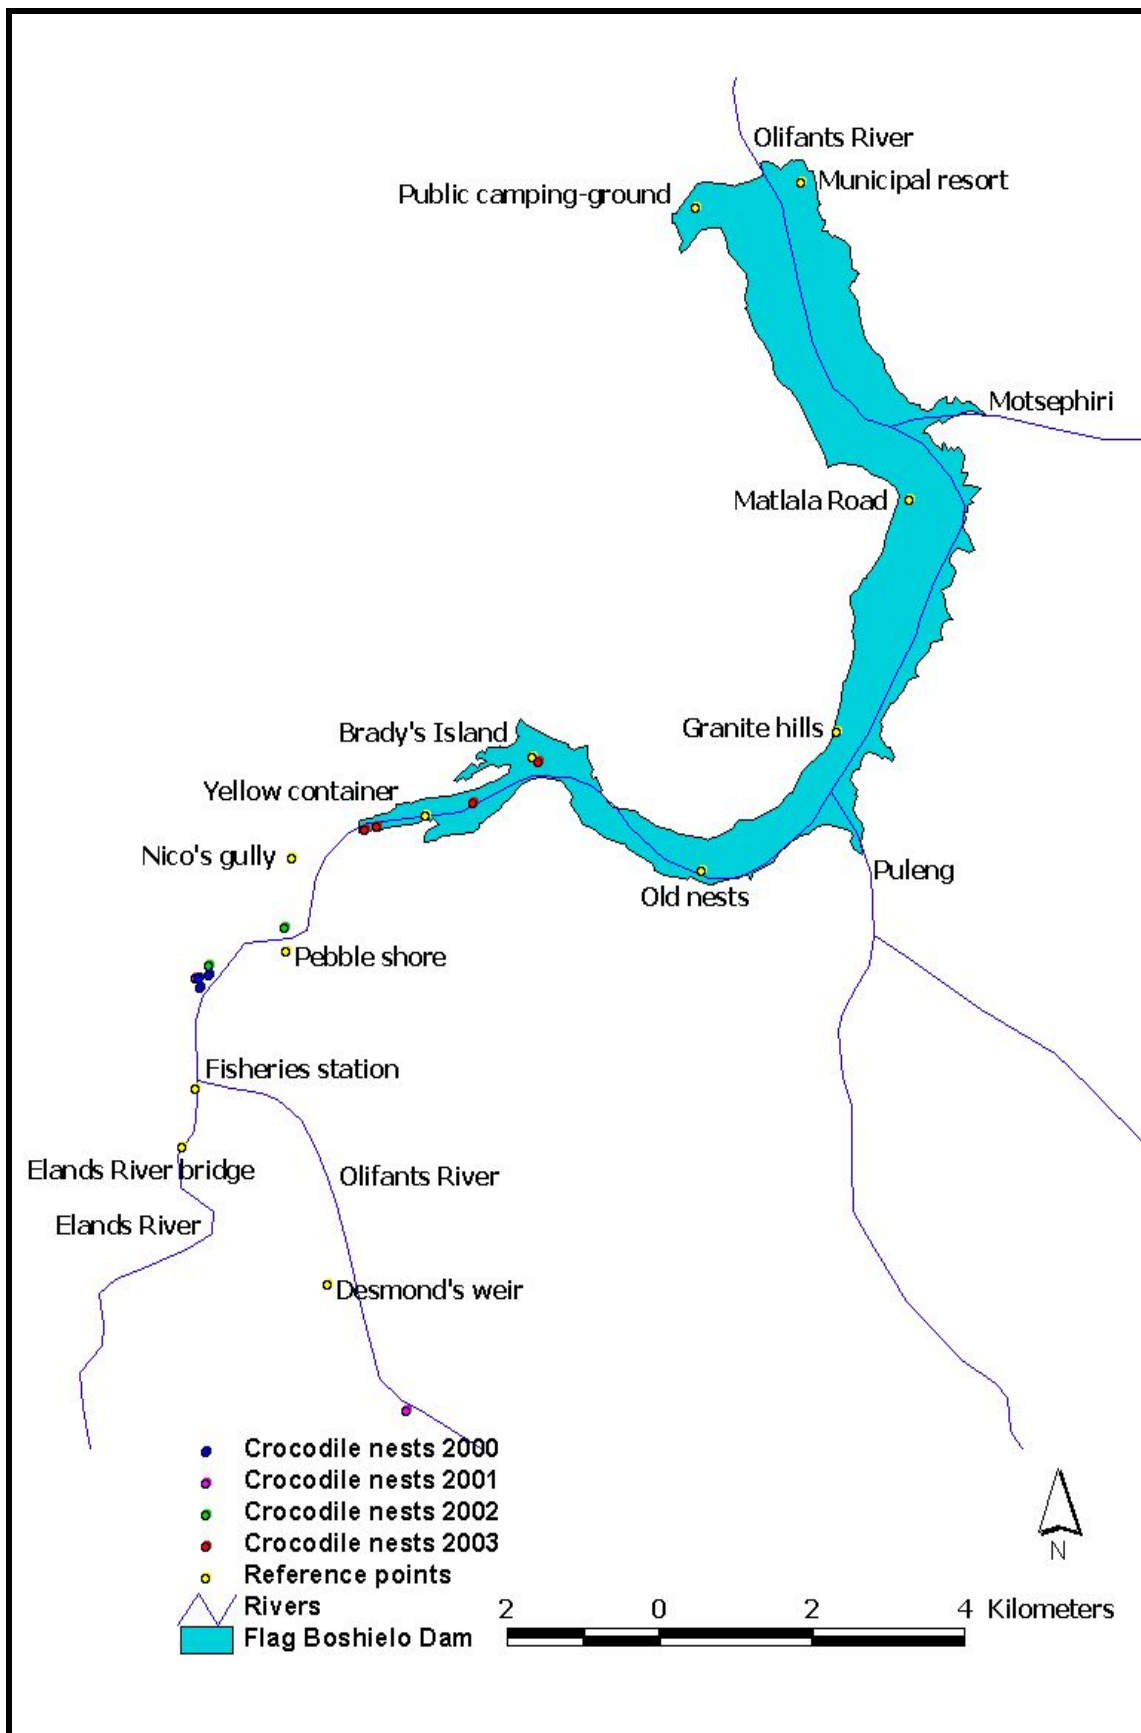 Olifants River
Municipal resort
Public camping-ground
Motsephiri
Matlala Road
Granite hills
Brady's Island
Yellow container
Nico's gully
Puleng
Old nests
Pebble shore
Fisheries station
Elands River bridge
Olifants River
Elands River
Desmond's weir
Crocodile nests 2000
Crocodile nests 2001
Crocodile nests 2002
Crocodile nests 2003
Reference points
Rivers
Flag Boshielo Dam
N
2 0 2 4 Kilometers